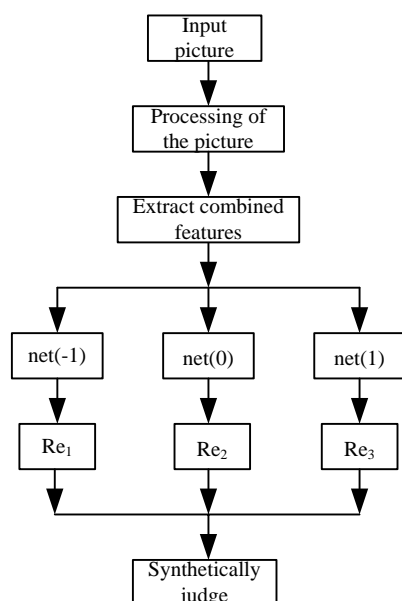 Input
picture
Processing of
the picture
Extract combined
features
net(-1)
net(0)
net(1)
Re₁
Re₂
Re₃
Synthetically
judge